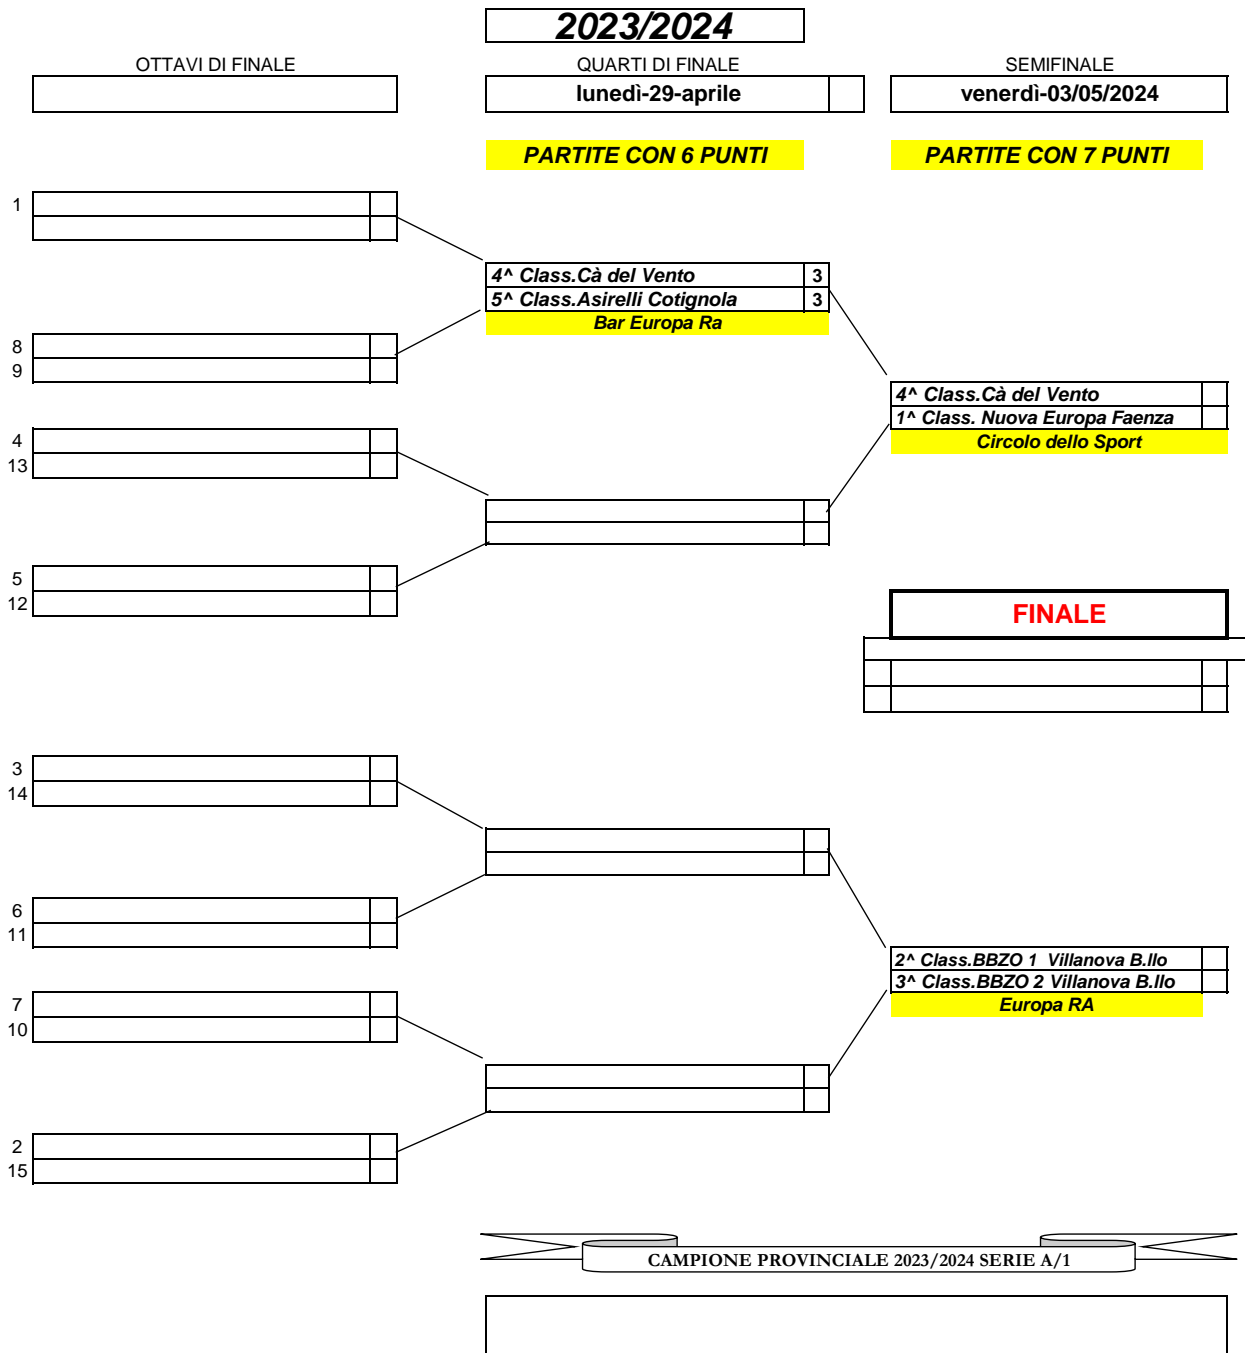 2023/2024
OTTAVI DI FINALE
QUARTI DI FINALE
SEMIFINALE
lunedì-29-aprile
venerdì-03/05/2024
PARTITE CON 6 PUNTI
PARTITE CON 7 PUNTI
1
4^ Class.Cà del Vento 3
5^ Class.Asirelli Cotignola 3
Bar Europa Ra
8
9
4^ Class.Cà del Vento
1^ Class. Nuova Europa Faenza
Circolo dello Sport
4
13
5
12
FINALE
3
14
6
11
2^ Class.BBZO 1 Villanova B.llo
3^ Class.BBZO 2 Villanova B.llo
Europa RA
7
10
2
15
CAMPIONE PROVINCIALE 2023/2024 SERIE A/1